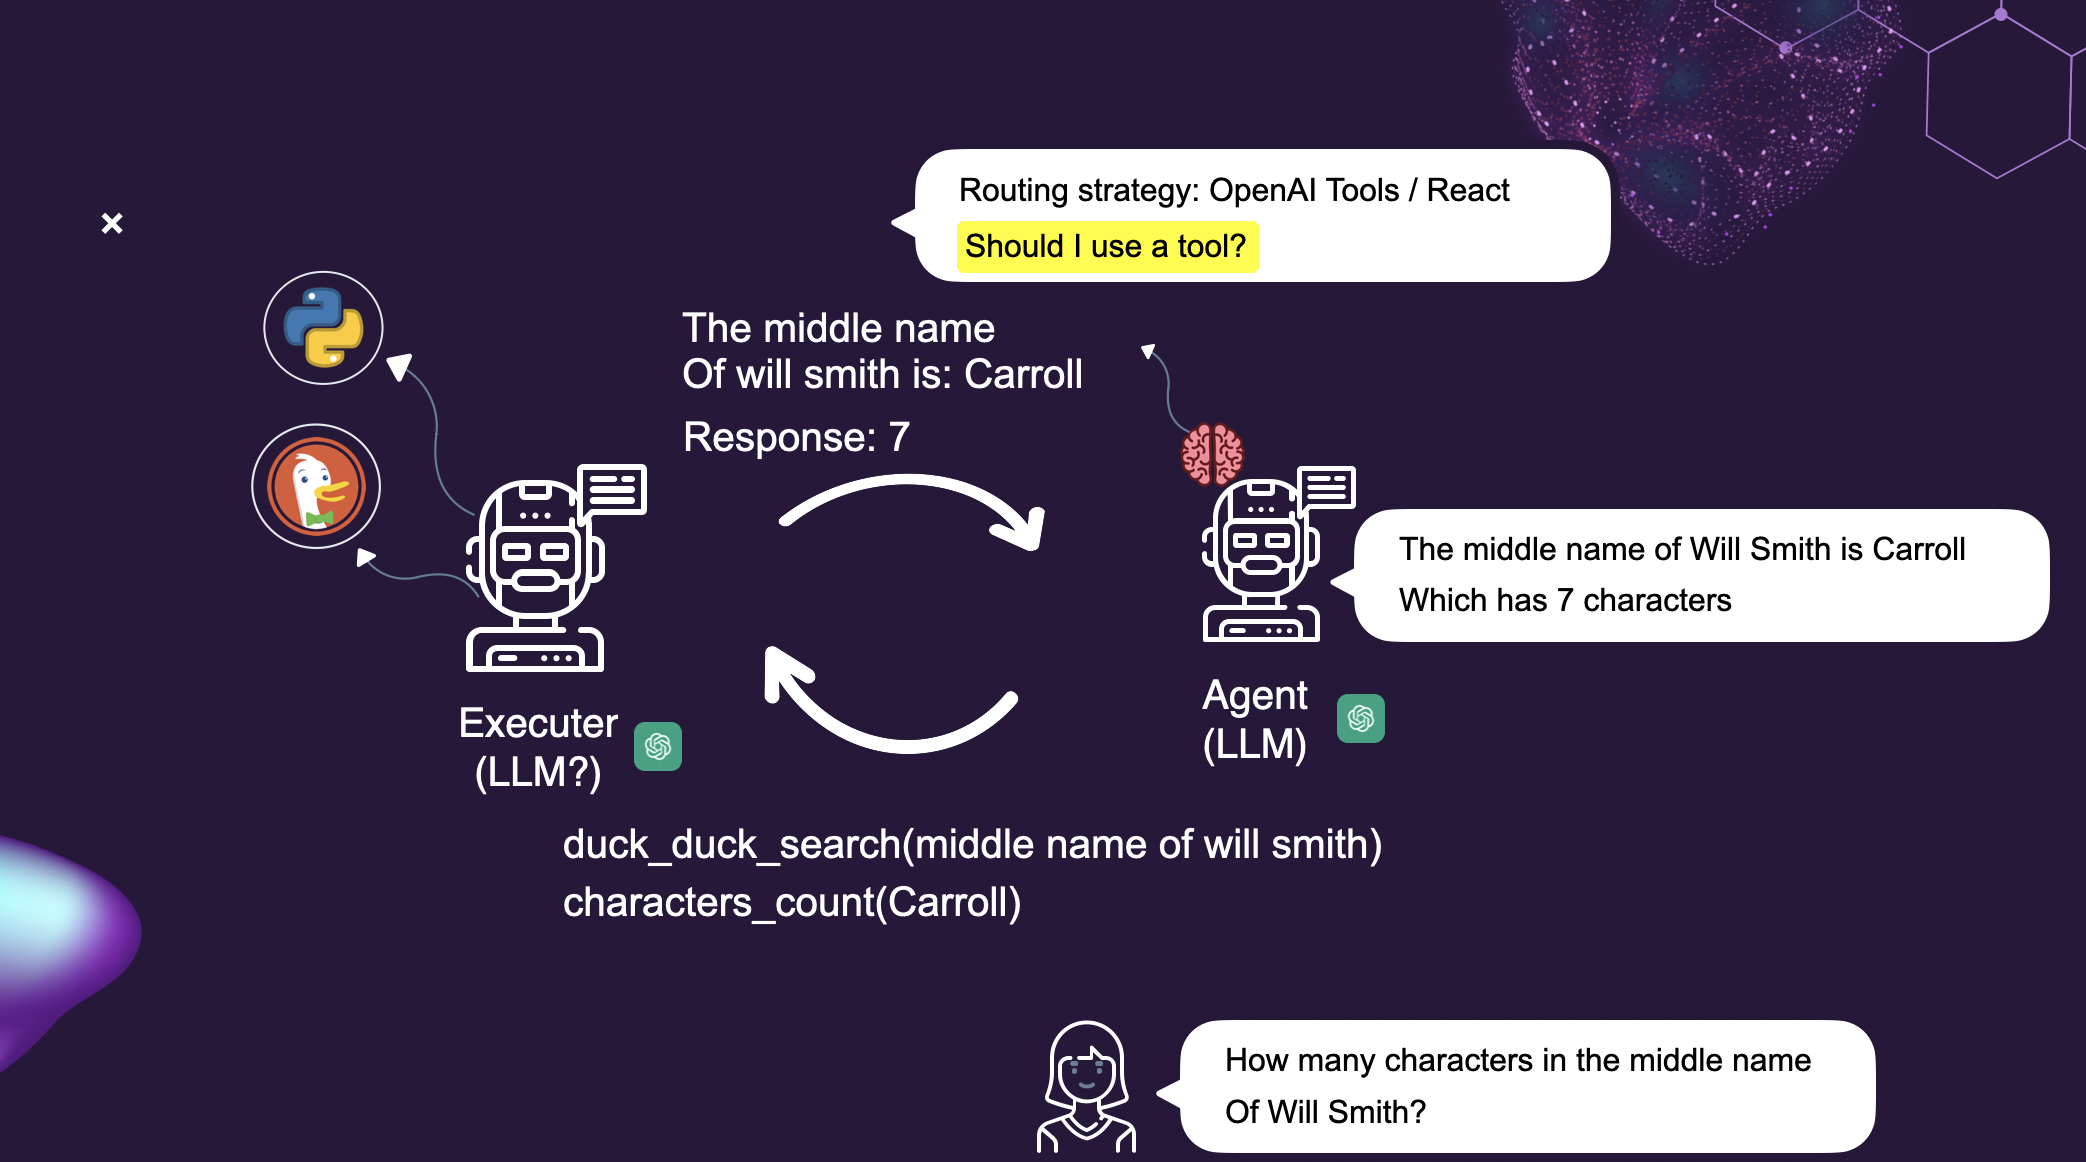 Routing strategy: OpenAI Tools / React
Should I use a tool?
The middle name
Of will smith is: Carroll
Response: 7
The middle name of Will Smith is Carroll
Which has 7 characters
Executer
(LLM?)
Agent
(LLM)
duck_duck_search(middle name of will smith)
characters_count(Carroll)
How many characters in the middle name
Of Will Smith?